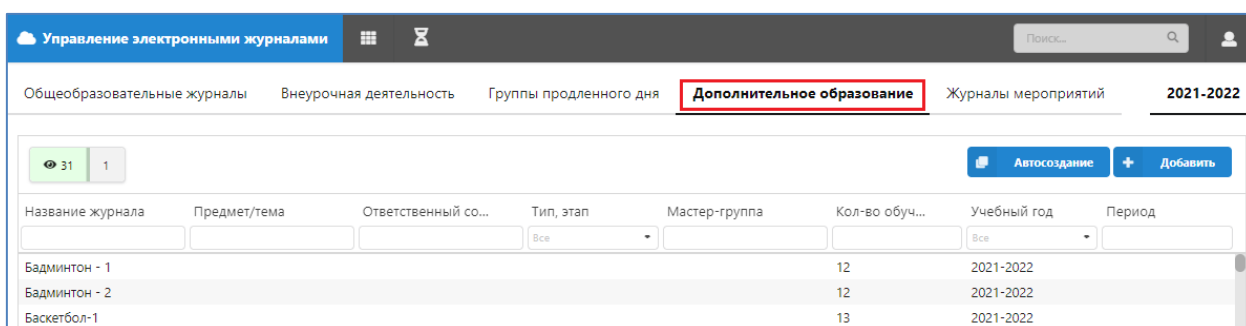 Управление электронными журналами Поиск...
Общеобразовательные журналы Внеурочная деятельность Группы продленного дня Дополнительное образование Журналы мероприятий 2021-2022
31 1 Автосоздание + Добавить
Название журнала Предмет/тема Ответственный со... Тип, этап Мастер-группа Кол-во обуч... Учебный год Период
Все Все
Бадминтон - 1 12 2021-2022
Бадминтон - 2 12 2021-2022
Баскетбол-1 13 2021-2022